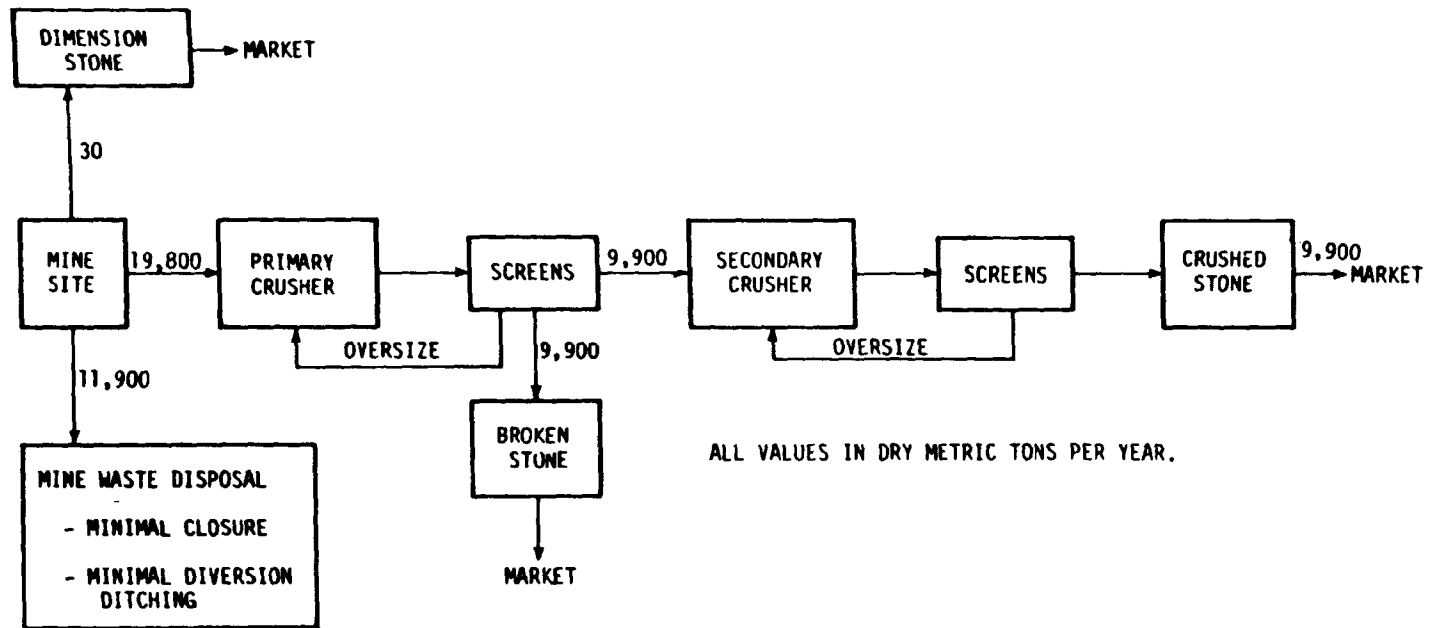 DIMENSION
STONE
MARKET
30
MINE
SITE
19,800
PRIMARY
CRUSHER
SCREENS
9,900
SECONDARY
CRUSHER
SCREENS
CRUSHED
STONE
9,900
MARKET
OVERSIZE
9,900
OVERSIZE
11,900
BROKEN
STONE
ALL VALUES IN DRY METRIC TONS PER YEAR.
MINE WASTE DISPOSAL
- MINIMAL CLOSURE
- MINIMAL DIVERSION
DITCHING
MARKET